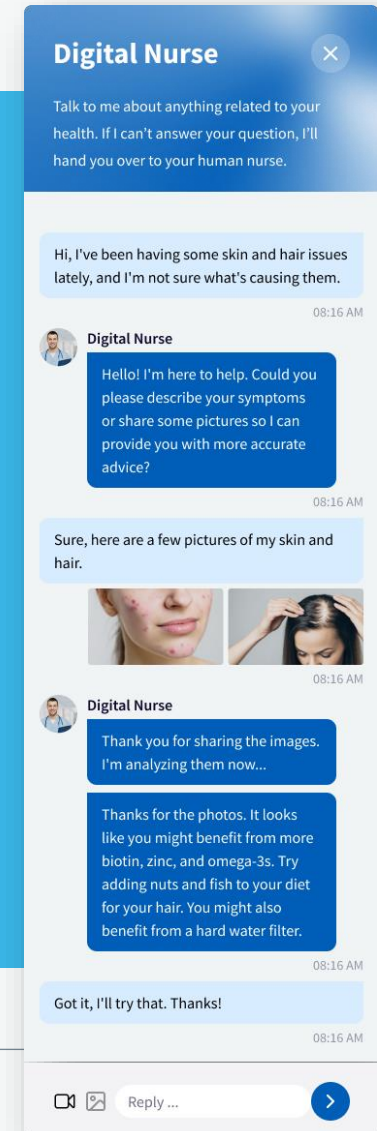 Digital Nurse
Talk to me about anything related to your
health. If I can’t answer your question, I’ll
hand you over to your human nurse.
Hi, I've been having some skin and hair issues
lately, and I'm not sure what's causing them.
08:16 AM
Digital Nurse
Hello! I'm here to help. Could you
please describe your symptoms
or share some pictures so I can
provide you with more accurate
advice?
08:16 AM
Sure, here are a few pictures of my skin and
hair.
08:16 AM
Digital Nurse
Thank you for sharing the images.
I'm analyzing them now...
Thanks for the photos. It looks
like you might benefit from more
biotin, zinc, and omega-3s. Try
adding nuts and fish to your diet
for your hair. You might also
benefit from a hard water filter.
08:16 AM
Got it, I'll try that. Thanks!
08:16 AM
Reply ...